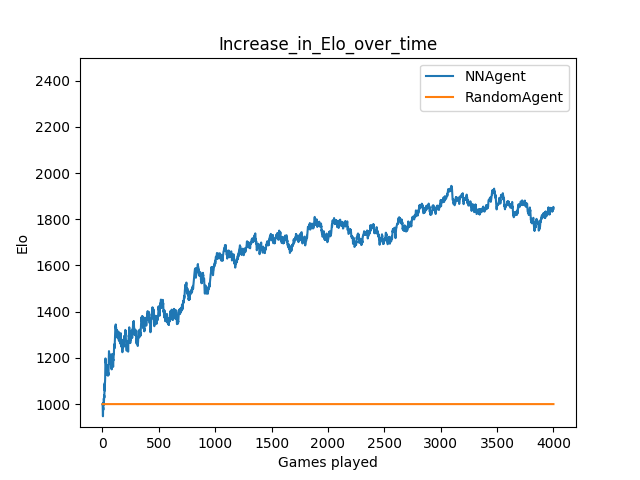 Increase_in_Elo_over_time
NNAgent
RandomAgent
2400
2200
2000
1800
1600
1400
1200
1000
Elo
0 500 1000 1500 2000 2500 3000 3500 4000
Games played